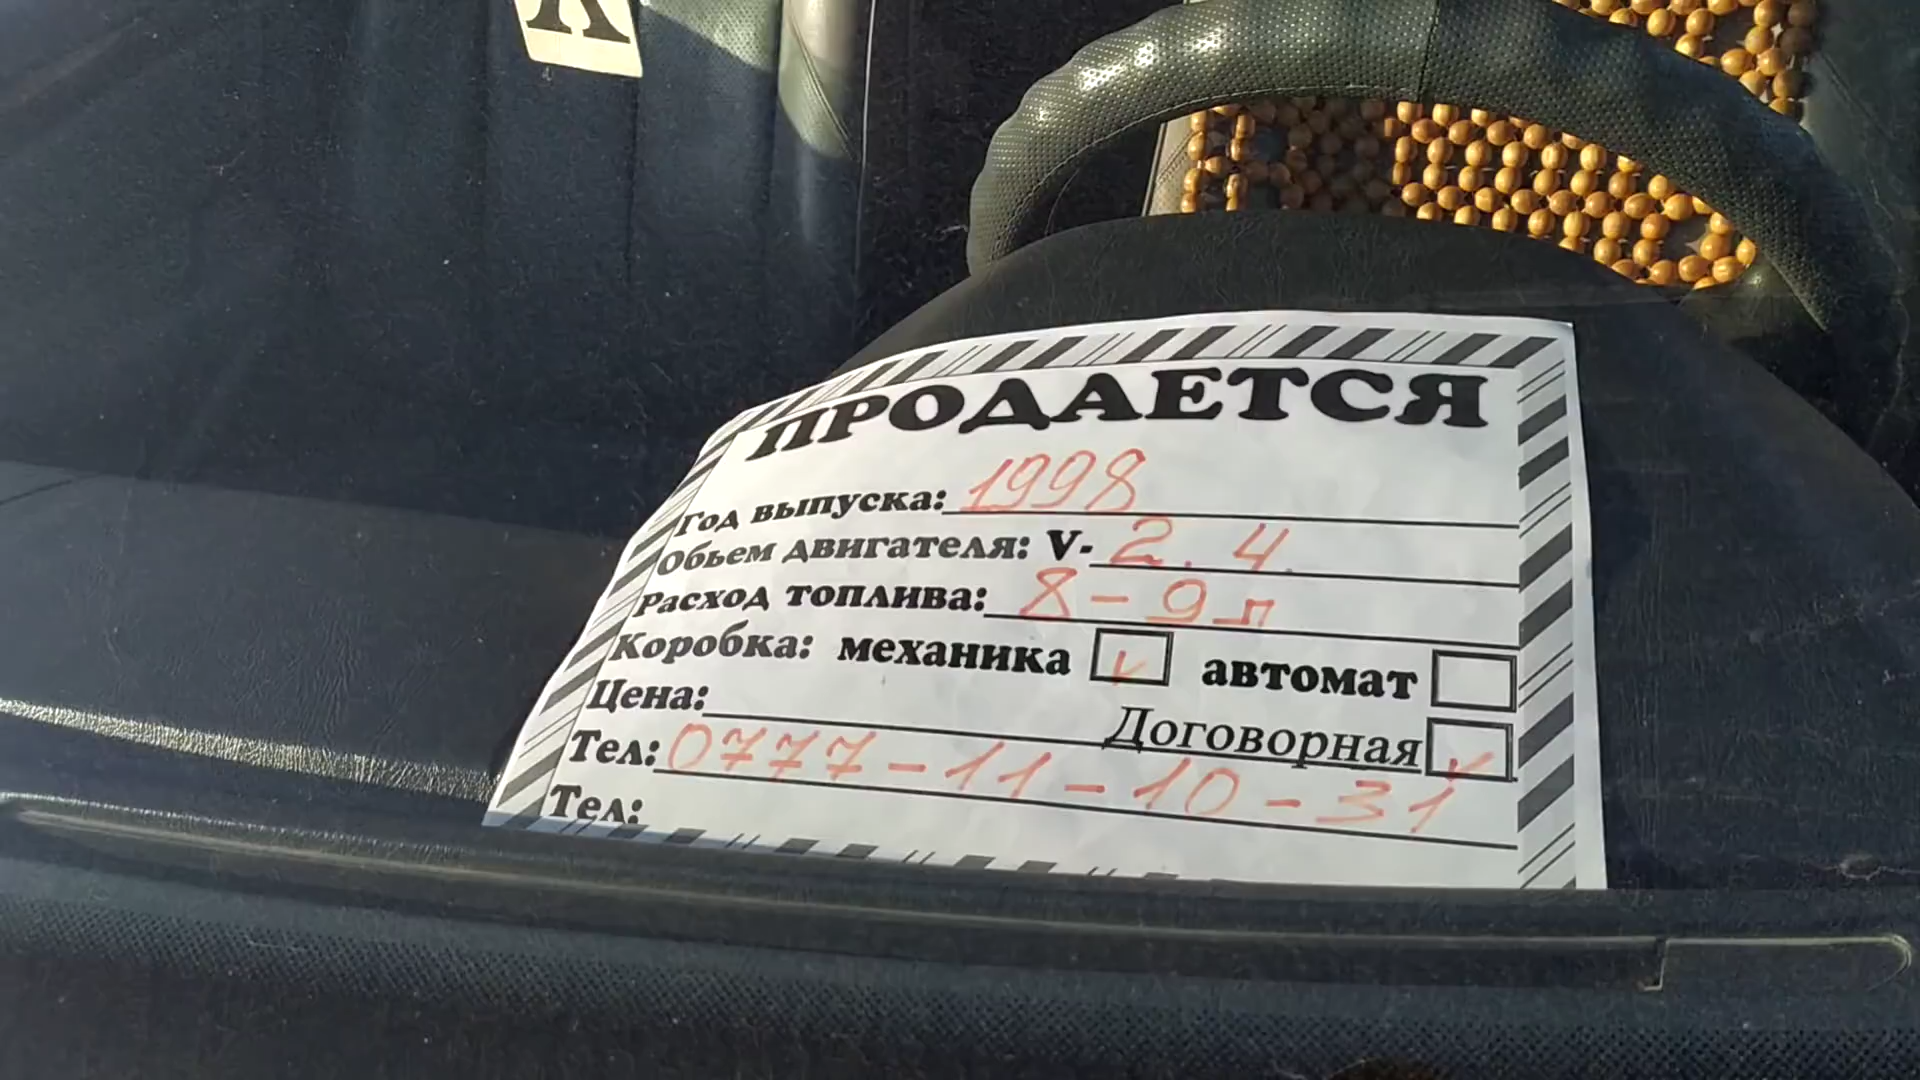 ПРОДАЕТСЯ
Год выпуска: 1998
Обьем двигателя: V- 2.4.
Расход топлива: 8-9л
Коробка: механика v автомат
Цена: Договорная v
Тел: 0777-11-10-31
Тел: